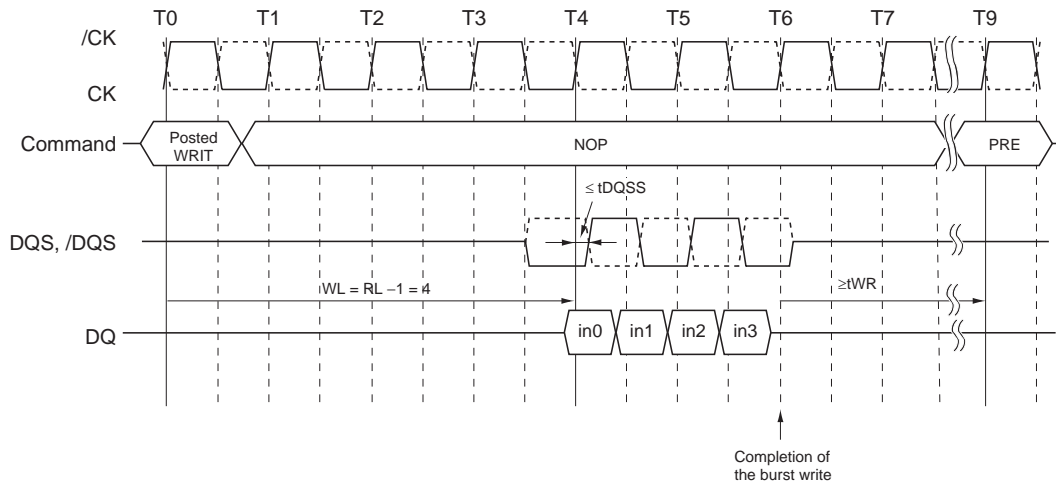 T0 T1 T2 T3 T4 T5 T6 T7 T9
/CK
CK
Command
Posted
WRIT
NOP
PRE
≤ tDQSS
DQS, /DQS
WL = RL −1 = 4
≥tWR
DQ
in0 in1 in2 in3
Completion of
the burst write